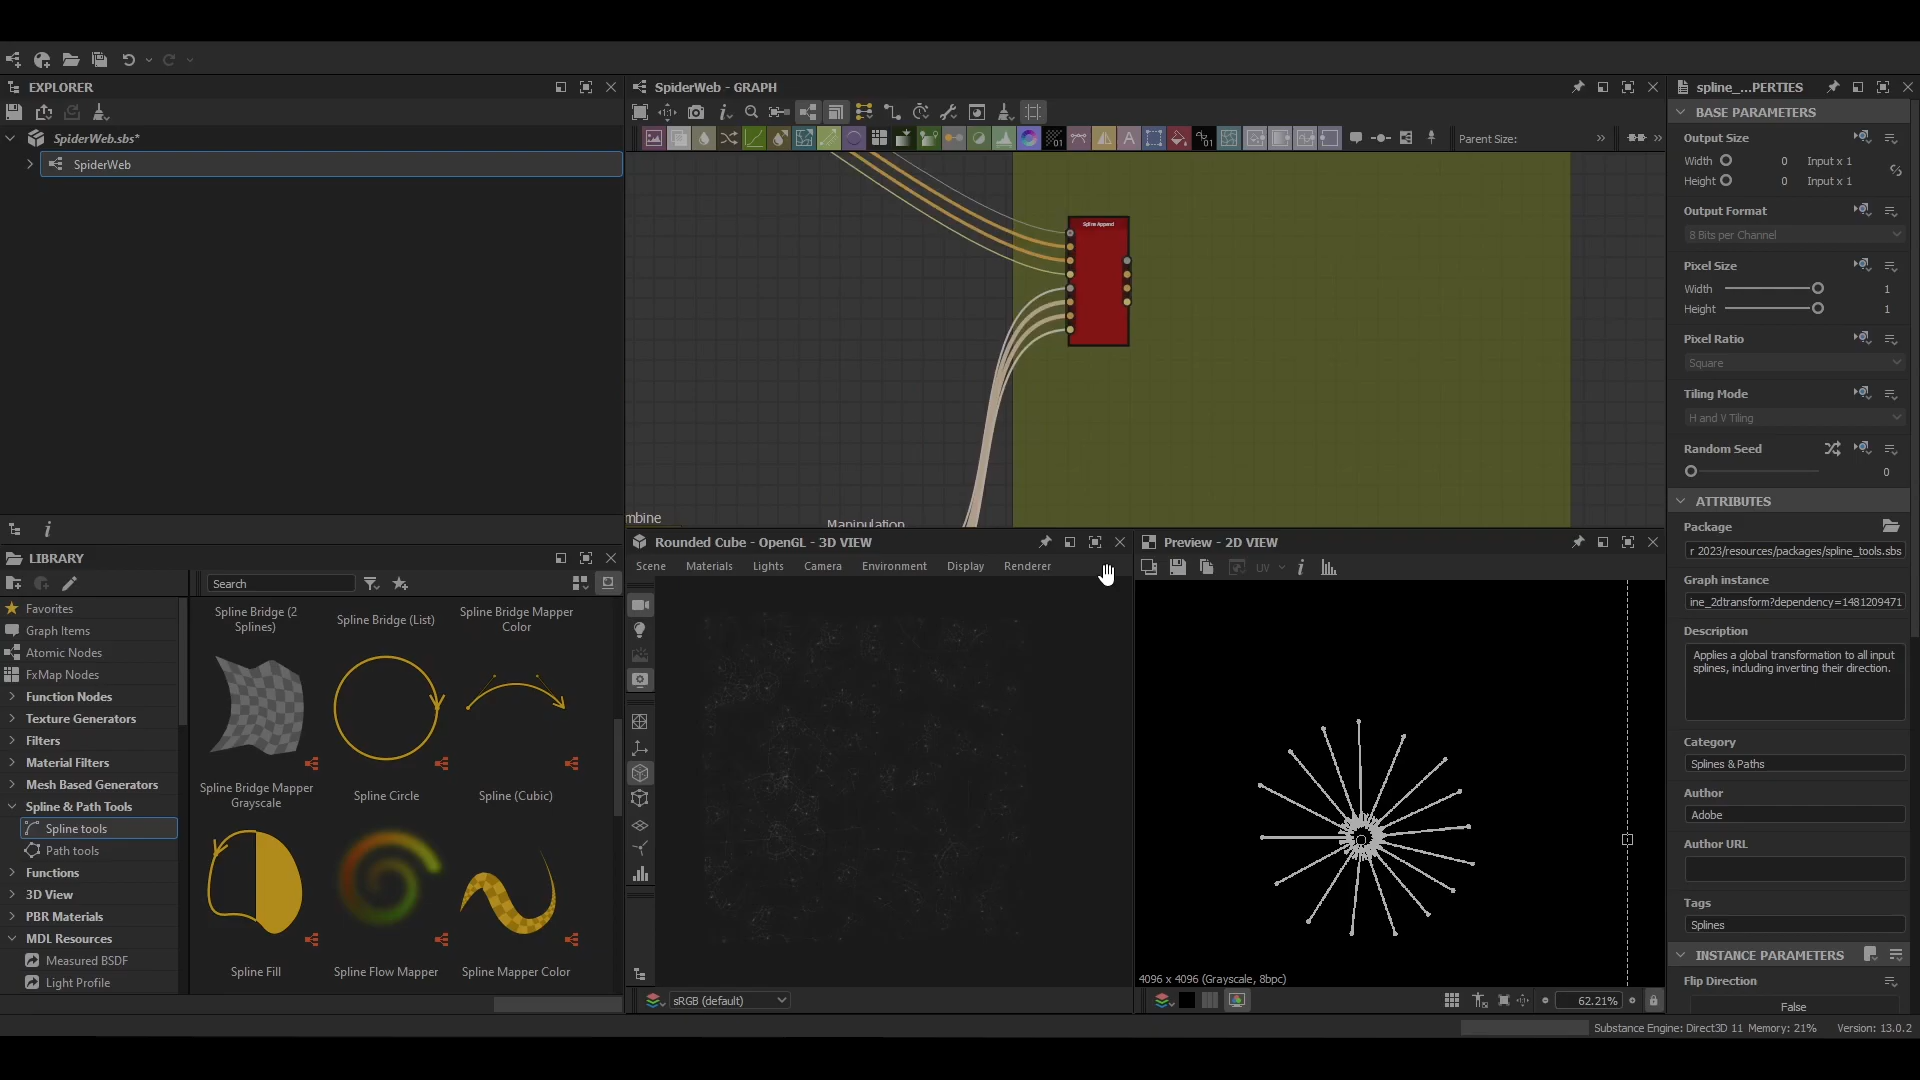 EXPLORER
SpiderWeb.sbs*
SpiderWeb
LIBRARY
Search
Favorites
Graph Items
Atomic Nodes
FxMap Nodes
Function Nodes
Texture Generators
Filters
Material Filters
Mesh Based Generators
Spline & Path Tools
Spline tools
Path tools
Functions
3D View
PBR Materials
MDL Resources
Measured BSDF
Light Profile
Spline Bridge (2
Splines)
Spline Bridge (List)
Spline Bridge Mapper
Color
Spline Bridge Mapper
Grayscale
Spline Circle
Spline (Cubic)
Spline Fill
Spline Flow Mapper
Spline Mapper Color
SpiderWeb - GRAPH
Parent Size:
Spline Append
mbine
Manipulation
Rounded Cube - OpenGL - 3D VIEW
Scene Materials Lights Camera Environment Display Renderer
sRGB (default)
Preview - 2D VIEW
UV
4096 x 4096 (Grayscale, 8bpc)
62.21%
spline_...PERTIES
BASE PARAMETERS
Output Size
Width 0 Input x 1
Height 0 Input x 1
Output Format
8 Bits per Channel
Pixel Size
Width 1
Height 1
Pixel Ratio
Square
Tiling Mode
H and V Tiling
Random Seed
0
ATTRIBUTES
Package
r 2023/resources/packages/spline_tools.sbs
Graph instance
ine_2dtransform?dependency=1481209471
Description
Applies a global transformation to all input
splines, including inverting their direction.
Category
Splines & Paths
Author
Adobe
Author URL
Tags
Splines
INSTANCE PARAMETERS
Flip Direction
False
Substance Engine: Direct3D 11 Memory: 21% Version: 13.0.2